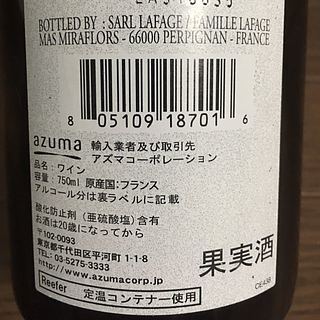 BOTTLED BY : SARL LAFAGE / FAMILLE LAFAGE
MAS MIRAFLORS - 66000 PERPIGNAN - FRANCE
8 05109 18701 6
azuma 輸入業者及び取引先
アズマコーポレーション
品名：ワイン
容量：750ml 原産国：フランス
アルコール分は裏ラベルに記載
酸化防止剤（亜硫酸塩）含有
お酒は20歳になってから
〒102-0093
東京都千代田区平河町 1-1-8
TEL 03-5275-3333
http://www.azumacorp.jp
果実酒
Reefer 定温コンテナー使用